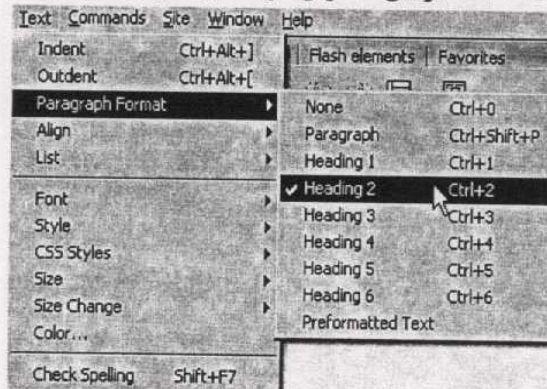 Text Commands Site Window Help
Indent Ctrl+Alt+]
Outdent Ctrl+Alt+[
Paragraph Format
Align
List
Font
Style
CSS Styles
Size
Size Change
Color...
Check Spelling Shift+F7
Flash elements Favorites
None Ctrl+0
Paragraph Ctrl+Shift+P
Heading 1 Ctrl+1
Heading 2 Ctrl+2
Heading 3 Ctrl+3
Heading 4 Ctrl+4
Heading 5 Ctrl+5
Heading 6 Ctrl+6
Preformatted Text